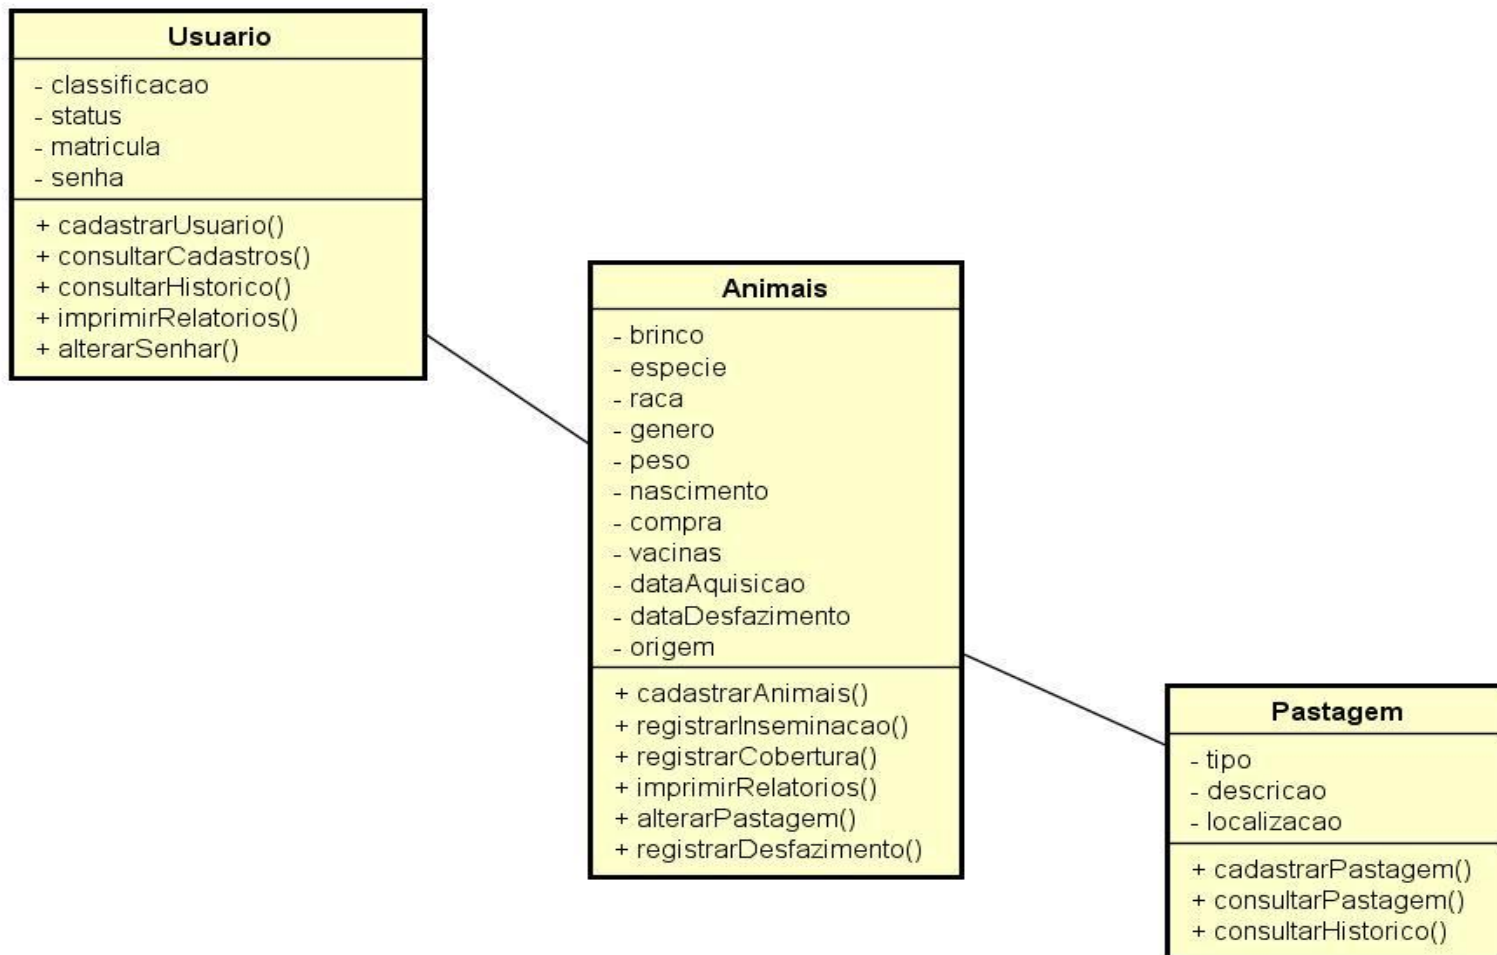 Usuario
- classificacao
- status
- matricula
- senha
+ cadastrarUsuario()
+ consultarCadastros()
+ consultarHistorico()
+ imprimirRelatorios()
+ alterarSenhar()
Animais
- brinco
- especie
- raca
- genero
- peso
- nascimento
- compra
- vacinas
- dataAquisicao
- dataDesfazimento
- origem
+ cadastrarAnimais()
+ registrarInseminacao()
+ registrarCobertura()
+ imprimirRelatorios()
+ alterarPastagem()
+ registrarDesfazimento()
Pastagem
- tipo
- descricao
- localizacao
+ cadastrarPastagem()
+ consultarPastagem()
+ consultarHistorico()